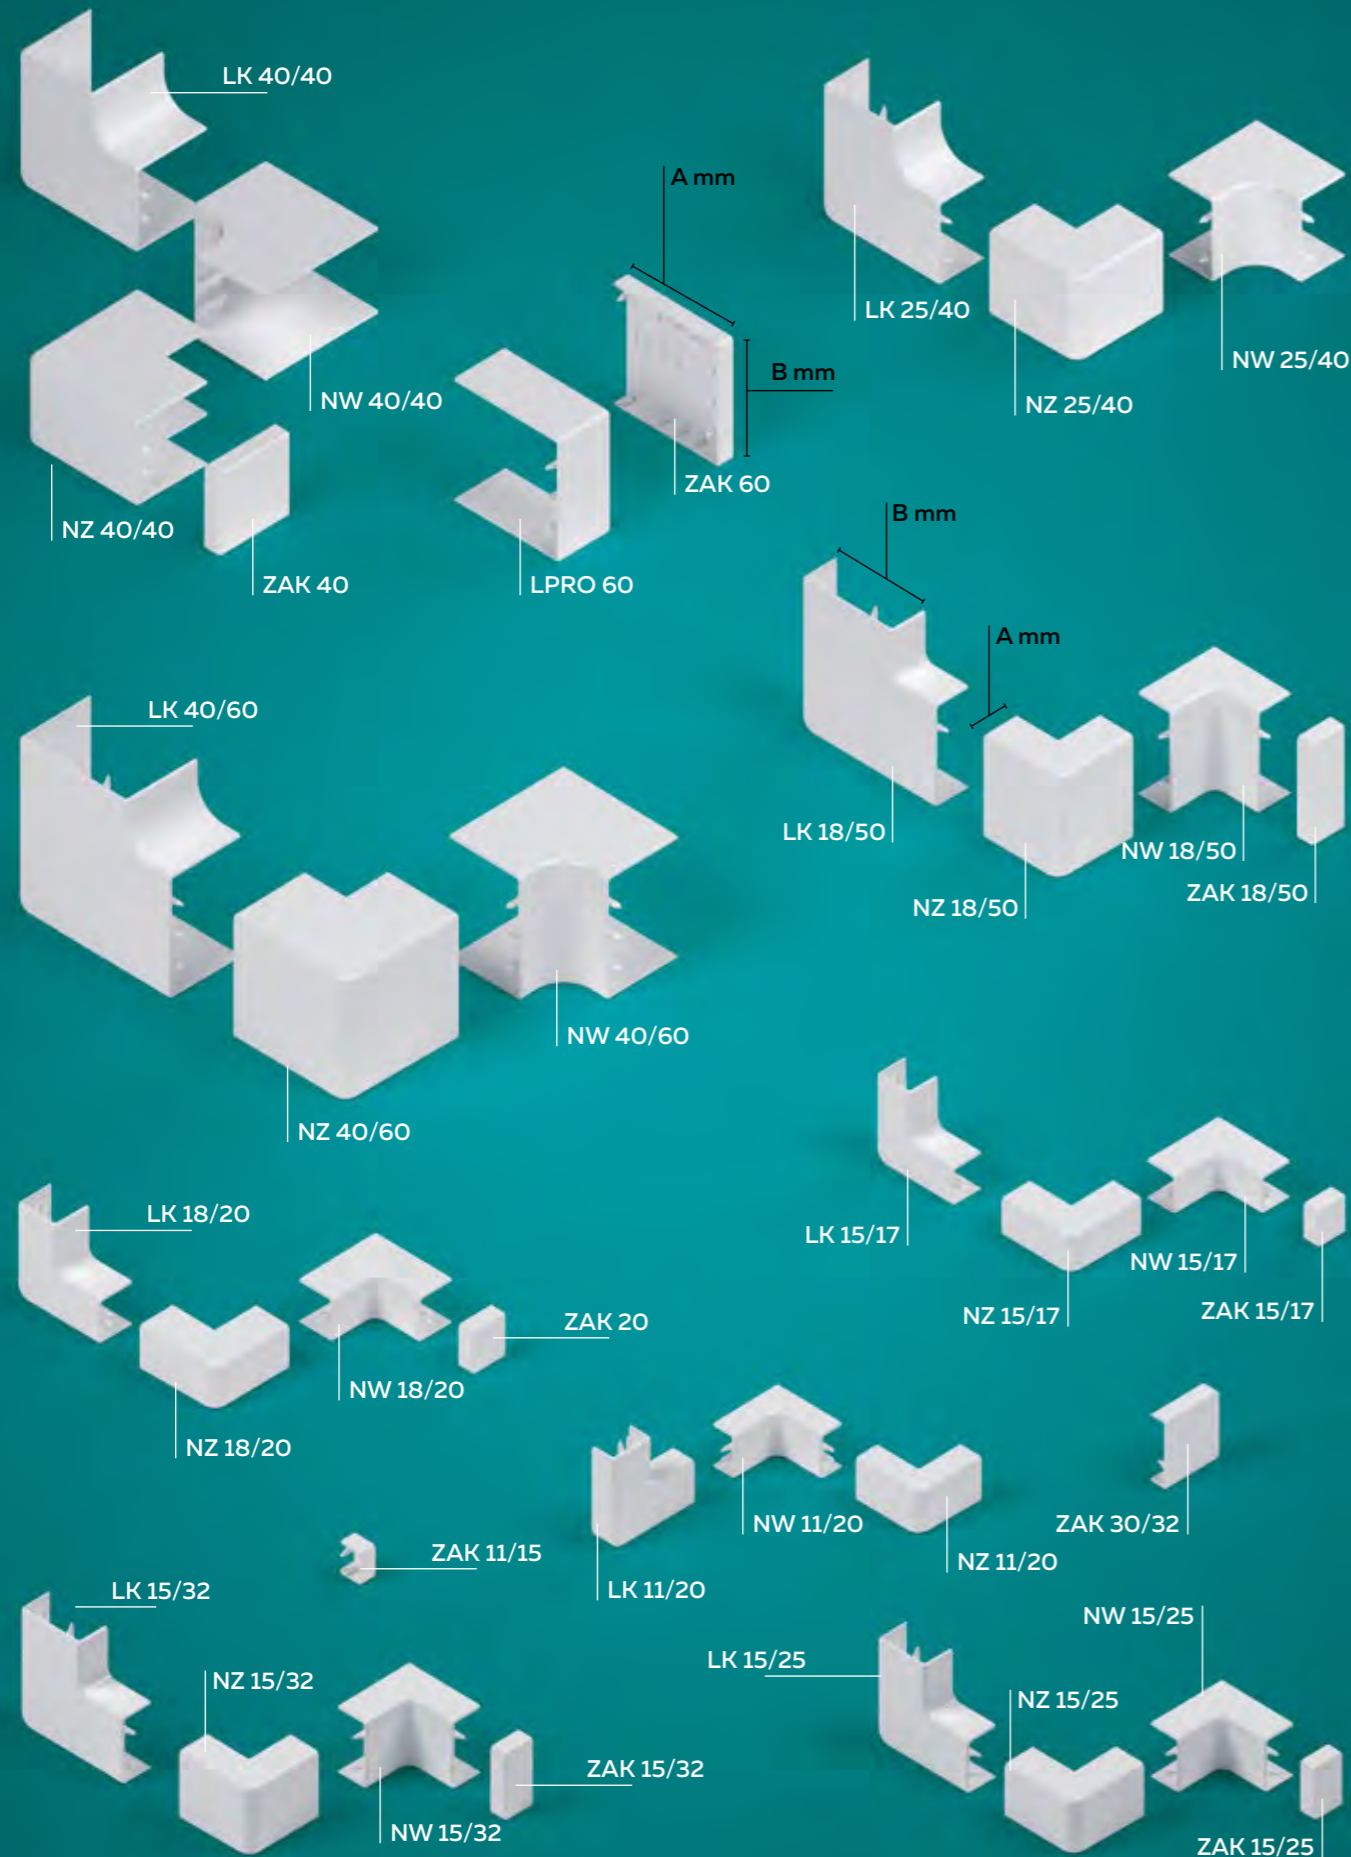 LK 40/40
A mm
LK 25/40
NW 25/40
B mm
NW 40/40
NZ 25/40
ZAK 60
NZ 40/40
ZAK 40
LPRO 60
B mm
A mm
LK 40/60
LK 18/50
NW 18/50
ZAK 18/50
NZ 18/50
NW 40/60
NZ 40/60
LK 18/20
LK 15/17
NW 15/17
NZ 15/17
ZAK 15/17
ZAK 20
NW 18/20
NZ 18/20
NW 11/20
ZAK 30/32
ZAK 11/15
NZ 11/20
LK 15/32
LK 11/20
NW 15/25
LK 15/25
NZ 15/32
NZ 15/25
ZAK 15/32
NW 15/32
ZAK 15/25